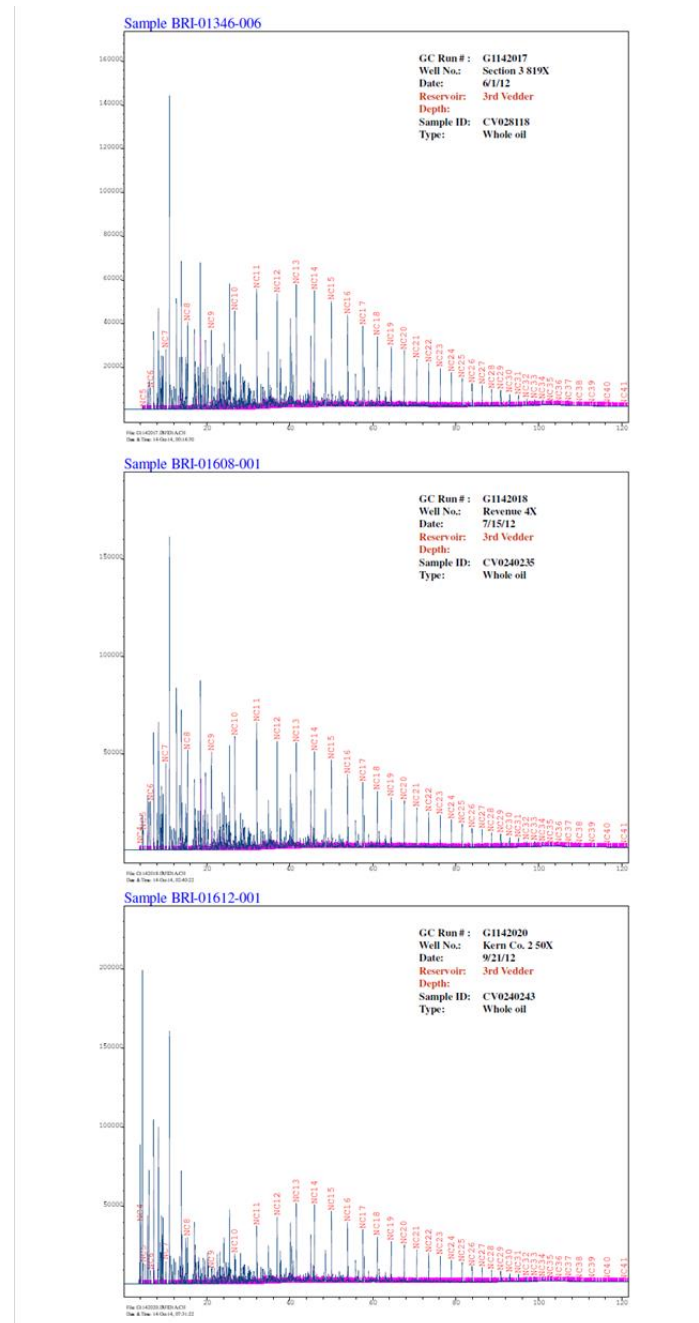 Sample BRI-01346-006
GC Run # : G1142017
Well No.: Section 3 819X
Date: 6/1/12
Reservoir: 3rd Vedder
Depth:
Sample ID: CV028118
Type: Whole oil
160000
140000
120000
100000
80000
60000
40000
20000
NC5 NC6 NC7 NC8 NC9 NC10 NC11 NC12 NC13 NC14 NC15 NC16 NC17 NC18 NC19 NC20 NC21 NC22 NC23 NC24 NC25 NC26 NC27 NC28 NC29 NC30 NC31 NC32 NC33 NC34 NC35 NC36 NC37 NC38 NC39 NC40 NC41
20 40 60 80 100 120
Sample BRI-01608-001
GC Run # : G1142018
Well No.: Revenue 4X
Date: 7/15/12
Reservoir: 3rd Vedder
Depth:
Sample ID: CV0240235
Type: Whole oil
150000
100000
50000
NC4 NC5 NC6 NC7 NC8 NC9 NC10 NC11 NC12 NC13 NC14 NC15 NC16 NC17 NC18 NC19 NC20 NC21 NC22 NC23 NC24 NC25 NC26 NC27 NC28 NC29 NC30 NC31 NC32 NC33 NC34 NC35 NC36 NC37 NC38 NC39 NC40 NC41
20 40 60 80 100 120
Sample BRI-01612-001
GC Run # : G1142020
Well No.: Kern Co. 2 50X
Date: 9/21/12
Reservoir: 3rd Vedder
Depth:
Sample ID: CV0240243
Type: Whole oil
200000
150000
100000
50000
NC4 NC8 NC9 NC10 NC11 NC12 NC13 NC14 NC15 NC16 NC17 NC18 NC19 NC20 NC21 NC22 NC23 NC24 NC25 NC26 NC27 NC28 NC29 NC30 NC31 NC32 NC33 NC34 NC35 NC36 NC37 NC38 NC39 NC40 NC41
20 40 60 80 100 120